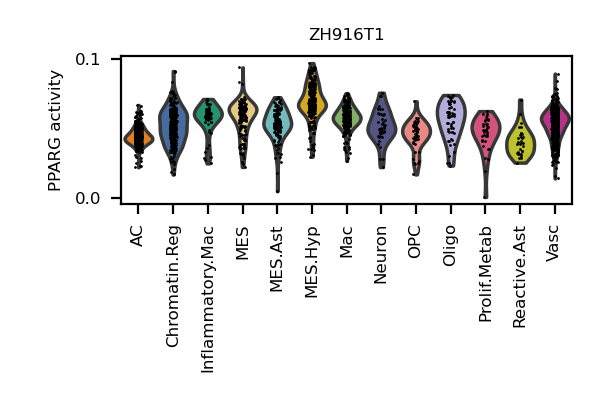 ZH916T1
PPARG activity
0.1
0.0
AC
Chromatin.Reg
Inflammatory.Mac
MES
MES.Ast
MES.Hyp
Mac
Neuron
OPC
Oligo
Prolif.Metab
Reactive.Ast
Vasc